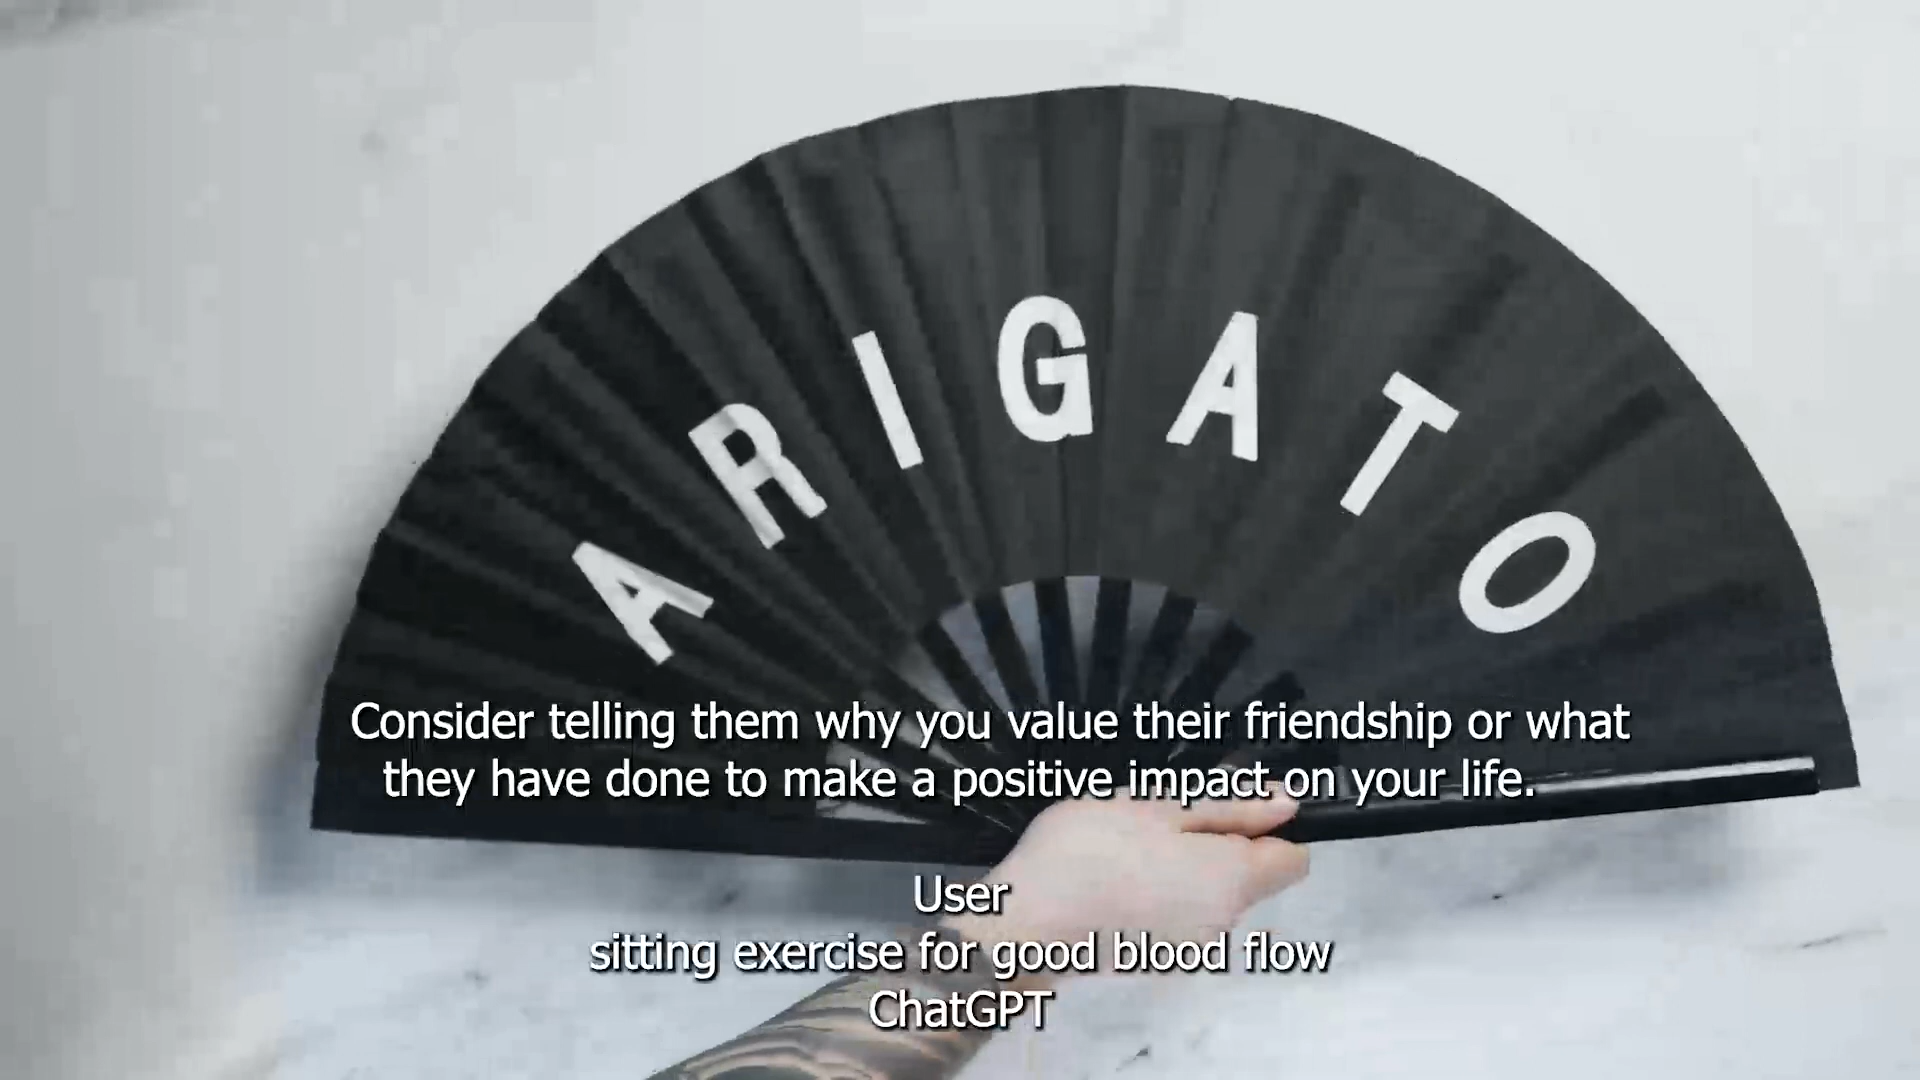 ARIGATO
Consider telling them why you value their friendship or what
they have done to make a positive impact on your life.
User
sitting exercise for good blood flow
ChatGPT